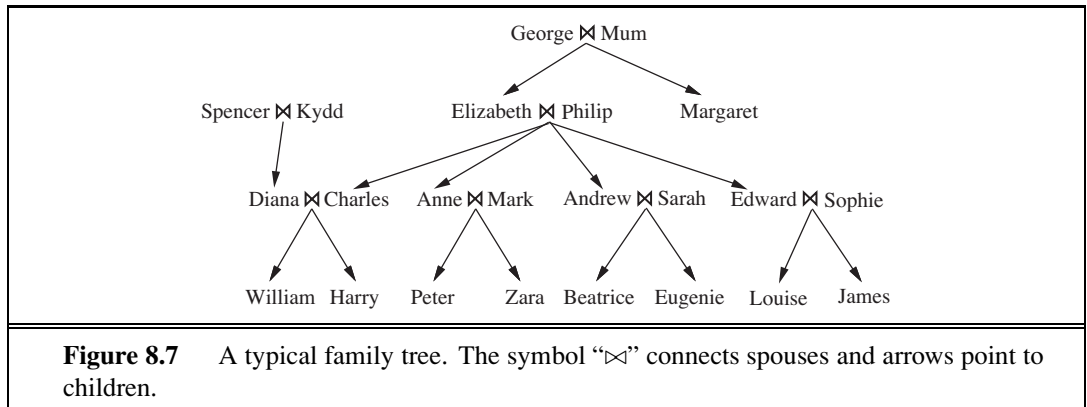 George ⋈ Mum
Spencer ⋈ Kydd Elizabeth ⋈ Philip Margaret
Diana ⋈ Charles Anne ⋈ Mark Andrew ⋈ Sarah Edward ⋈ Sophie
William Harry Peter Zara Beatrice Eugenie Louise James
Figure 8.7 A typical family tree. The symbol “⋈” connects spouses and arrows point to
children.